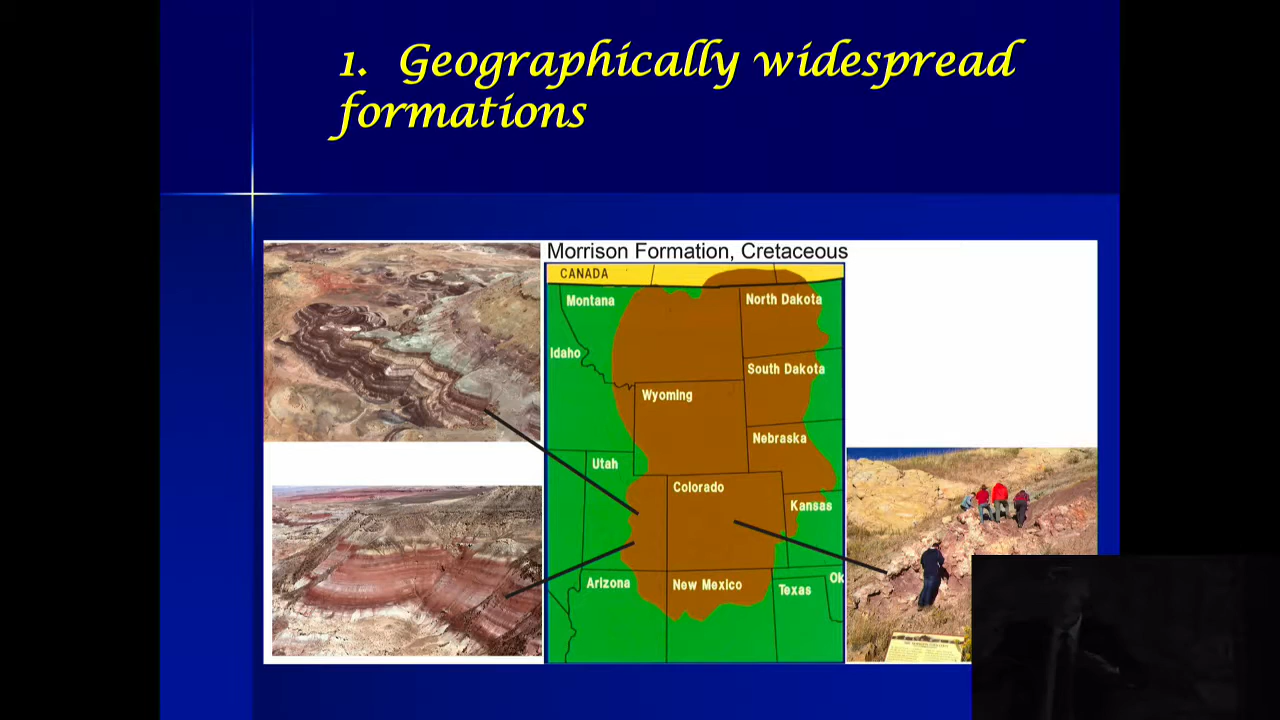 1. Geographically widespread
formations
Morrison Formation, Cretaceous
CANADA
Montana
North Dakota
Idaho
South Dakota
Wyoming
Nebraska
Utah
Colorado
Kansas
Arizona
New Mexico
Texas
Ok